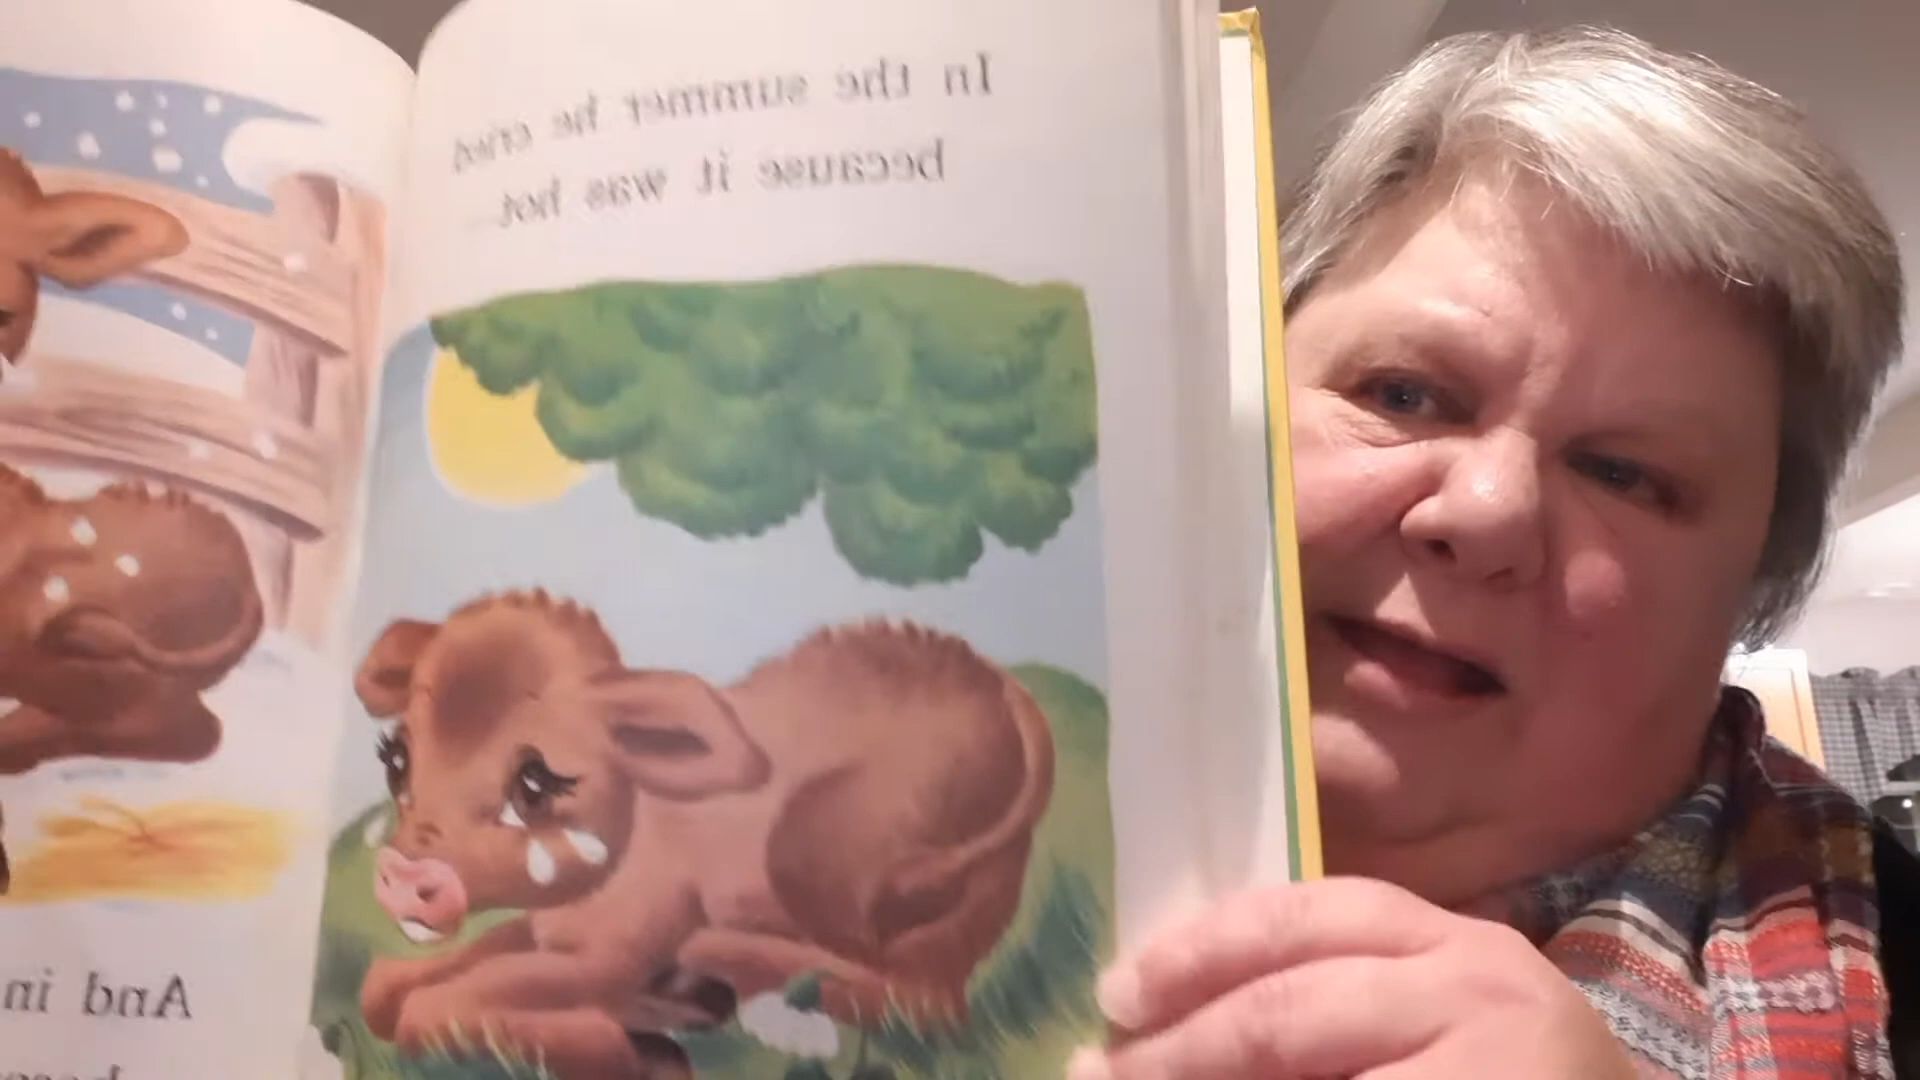 In the summer he cried
because it was hot.
And in